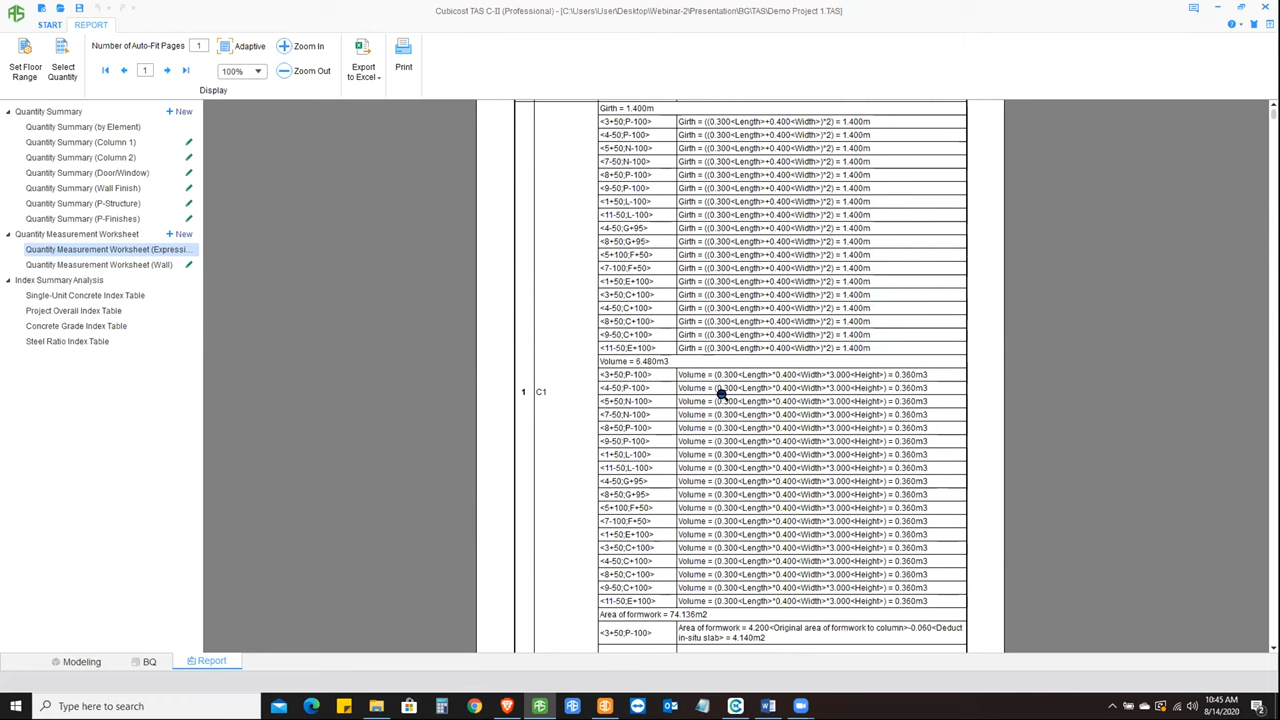 Cubicost TAS C-II (Professional) - [C:\Users\User\Desktop\Webinar-2\Presentation\BG\TAS\Demo Project 1.TAS]
START
REPORT
Set Floor Range
Select Quantity
Number of Auto-Fit Pages 1
Adaptive
Zoom In
1
100%
Zoom Out
Display
Export to Excel
Print
Quantity Summary
+ New
Quantity Summary (by Element)
Quantity Summary (Column 1)
Quantity Summary (Column 2)
Quantity Summary (Door/Window)
Quantity Summary (Wall Finish)
Quantity Summary (P-Structure)
Quantity Summary (P-Finishes)
Quantity Measurement Worksheet
+ New
Quantity Measurement Worksheet (Expressi...
Quantity Measurement Worksheet (Wall)
Index Summary Analysis
Single-Unit Concrete Index Table
Project Overall Index Table
Concrete Grade Index Table
Steel Ratio Index Table
1 C1
Girth = 1.400m
<3+50;P-100> Girth = ((0.300<Length>+0.400<Width>)*2) = 1.400m
<4-50;P-100> Girth = ((0.300<Length>+0.400<Width>)*2) = 1.400m
<5+50;N-100> Girth = ((0.300<Length>+0.400<Width>)*2) = 1.400m
<7-50;N-100> Girth = ((0.300<Length>+0.400<Width>)*2) = 1.400m
<8+50;P-100> Girth = ((0.300<Length>+0.400<Width>)*2) = 1.400m
<9-50;P-100> Girth = ((0.300<Length>+0.400<Width>)*2) = 1.400m
<1+50;L-100> Girth = ((0.300<Length>+0.400<Width>)*2) = 1.400m
<11-50;L-100> Girth = ((0.300<Length>+0.400<Width>)*2) = 1.400m
<4-50;G+95> Girth = ((0.300<Length>+0.400<Width>)*2) = 1.400m
<8+50;G+95> Girth = ((0.300<Length>+0.400<Width>)*2) = 1.400m
<5+100;F+50> Girth = ((0.300<Length>+0.400<Width>)*2) = 1.400m
<7-100;F+50> Girth = ((0.300<Length>+0.400<Width>)*2) = 1.400m
<1+50;E+100> Girth = ((0.300<Length>+0.400<Width>)*2) = 1.400m
<3+50;C+100> Girth = ((0.300<Length>+0.400<Width>)*2) = 1.400m
<4-50;C+100> Girth = ((0.300<Length>+0.400<Width>)*2) = 1.400m
<8+50;C+100> Girth = ((0.300<Length>+0.400<Width>)*2) = 1.400m
<9-50;C+100> Girth = ((0.300<Length>+0.400<Width>)*2) = 1.400m
<11-50;E+100> Girth = ((0.300<Length>+0.400<Width>)*2) = 1.400m
Volume = 6.480m3
<3+50;P-100> Volume = (0.300<Length>*0.400<Width>*3.000<Height>) = 0.360m3
<4-50;P-100> Volume = (0.300<Length>*0.400<Width>*3.000<Height>) = 0.360m3
<5+50;N-100> Volume = (0.300<Length>*0.400<Width>*3.000<Height>) = 0.360m3
<7-50;N-100> Volume = (0.300<Length>*0.400<Width>*3.000<Height>) = 0.360m3
<8+50;P-100> Volume = (0.300<Length>*0.400<Width>*3.000<Height>) = 0.360m3
<9-50;P-100> Volume = (0.300<Length>*0.400<Width>*3.000<Height>) = 0.360m3
<1+50;L-100> Volume = (0.300<Length>*0.400<Width>*3.000<Height>) = 0.360m3
<11-50;L-100> Volume = (0.300<Length>*0.400<Width>*3.000<Height>) = 0.360m3
<4-50;G+95> Volume = (0.300<Length>*0.400<Width>*3.000<Height>) = 0.360m3
<8+50;G+95> Volume = (0.300<Length>*0.400<Width>*3.000<Height>) = 0.360m3
<5+100;F+50> Volume = (0.300<Length>*0.400<Width>*3.000<Height>) = 0.360m3
<7-100;F+50> Volume = (0.300<Length>*0.400<Width>*3.000<Height>) = 0.360m3
<1+50;E+100> Volume = (0.300<Length>*0.400<Width>*3.000<Height>) = 0.360m3
<3+50;C+100> Volume = (0.300<Length>*0.400<Width>*3.000<Height>) = 0.360m3
<4-50;C+100> Volume = (0.300<Length>*0.400<Width>*3.000<Height>) = 0.360m3
<8+50;C+100> Volume = (0.300<Length>*0.400<Width>*3.000<Height>) = 0.360m3
<9-50;C+100> Volume = (0.300<Length>*0.400<Width>*3.000<Height>) = 0.360m3
<11-50;E+100> Volume = (0.300<Length>*0.400<Width>*3.000<Height>) = 0.360m3
Area of formwork = 74.136m2
<3+50;P-100> Area of formwork = 4.200<Original area of formwork to column>-0.060<Deduct
in-situ slab> = 4.140m2
Modeling
BQ
Report
Type here to search
10:45 AM
8/14/2020
2